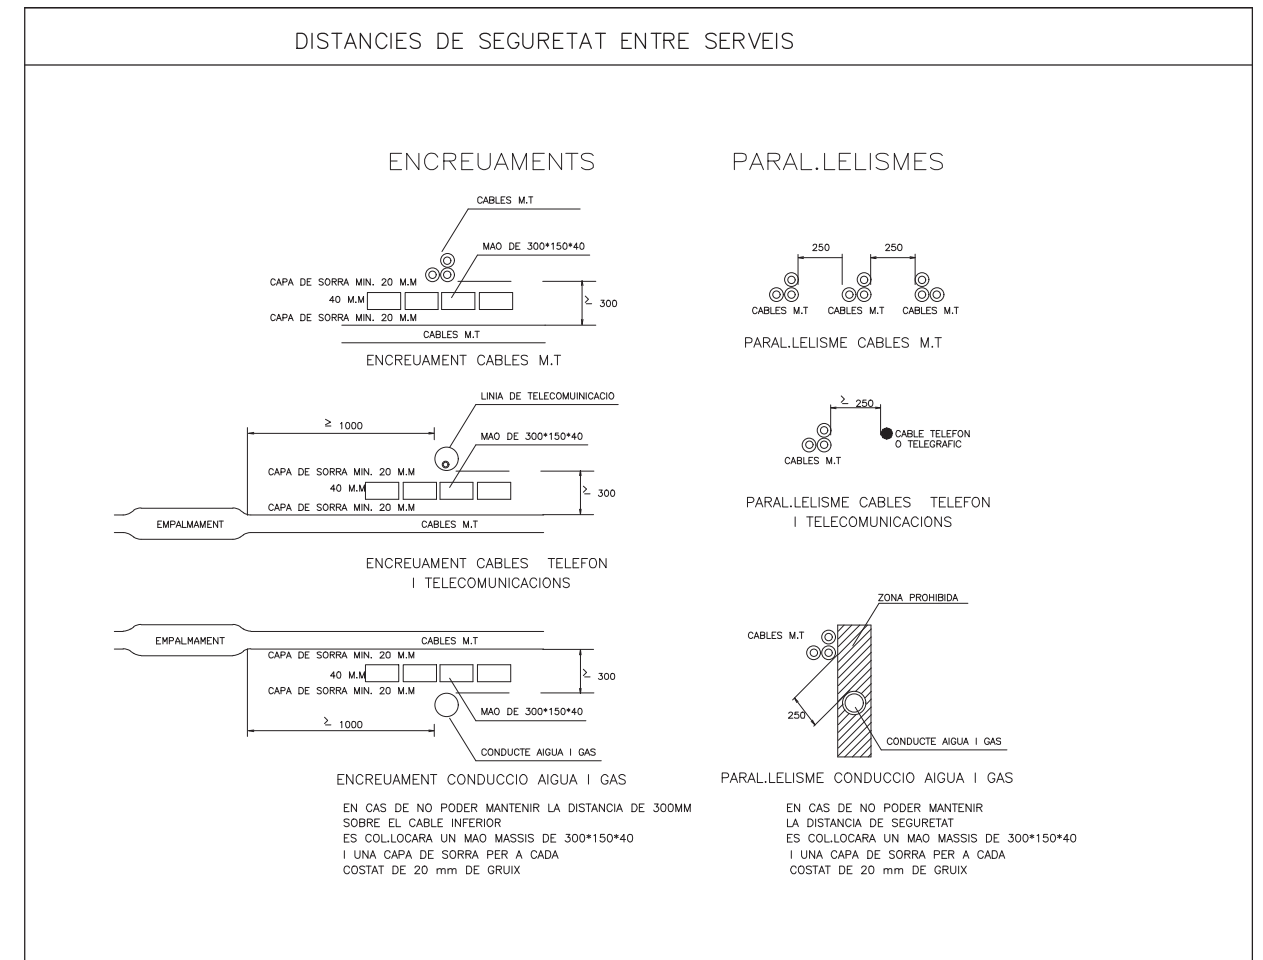 DISTANCIES DE SEGURETAT ENTRE SERVEIS
ENCREUAMENTS
CABLES M.T
MAO DE 300*150*40
CAPA DE SORRA MIN. 20 M.M
40 M.M
≥ 300
CAPA DE SORRA MIN. 20 M.M
CABLES M.T
ENCREUAMENT CABLES M.T
LINIA DE TELECOMUINICACIO
≥ 1000
MAO DE 300*150*40
CAPA DE SORRA MIN. 20 M.M
40 M.M
≥ 300
CAPA DE SORRA MIN. 20 M.M
EMPALMAMENT
CABLES M.T
ENCREUAMENT CABLES TELEFON
I TELECOMUNICACIONS
EMPALMAMENT
CABLES M.T
CAPA DE SORRA MIN. 20 M.M
40 M.M
≥ 300
CAPA DE SORRA MIN. 20 M.M
MAO DE 300*150*40
≥ 1000
CONDUCTE AIGUA I GAS
ENCREUAMENT CONDUCCIO AIGUA I GAS
EN CAS DE NO PODER MANTENIR LA DISTANCIA DE 300MM
SOBRE EL CABLE INFERIOR
ES COL.LOCARA UN MAO MASSIS DE 300*150*40
I UNA CAPA DE SORRA PER A CADA
COSTAT DE 20 mm DE GRUIX
PARAL.LELISMES
250
250
CABLES M.T
CABLES M.T
CABLES M.T
PARAL.LELISME CABLES M.T
≥ 250
CABLE TELEFON
O TELEGRAFIC
CABLES M.T
PARAL.LELISME CABLES TELEFON
I TELECOMUNICACIONS
ZONA PROHIBIDA
CABLES M.T
250
CONDUCTE AIGUA I GAS
PARAL.LELISME CONDUCCIO AIGUA I GAS
EN CAS DE NO PODER MANTENIR
LA DISTANCIA DE SEGURETAT
ES COL.LOCARA UN MAO MASSIS DE 300*150*40
I UNA CAPA DE SORRA PER A CADA
COSTAT DE 20 mm DE GRUIX